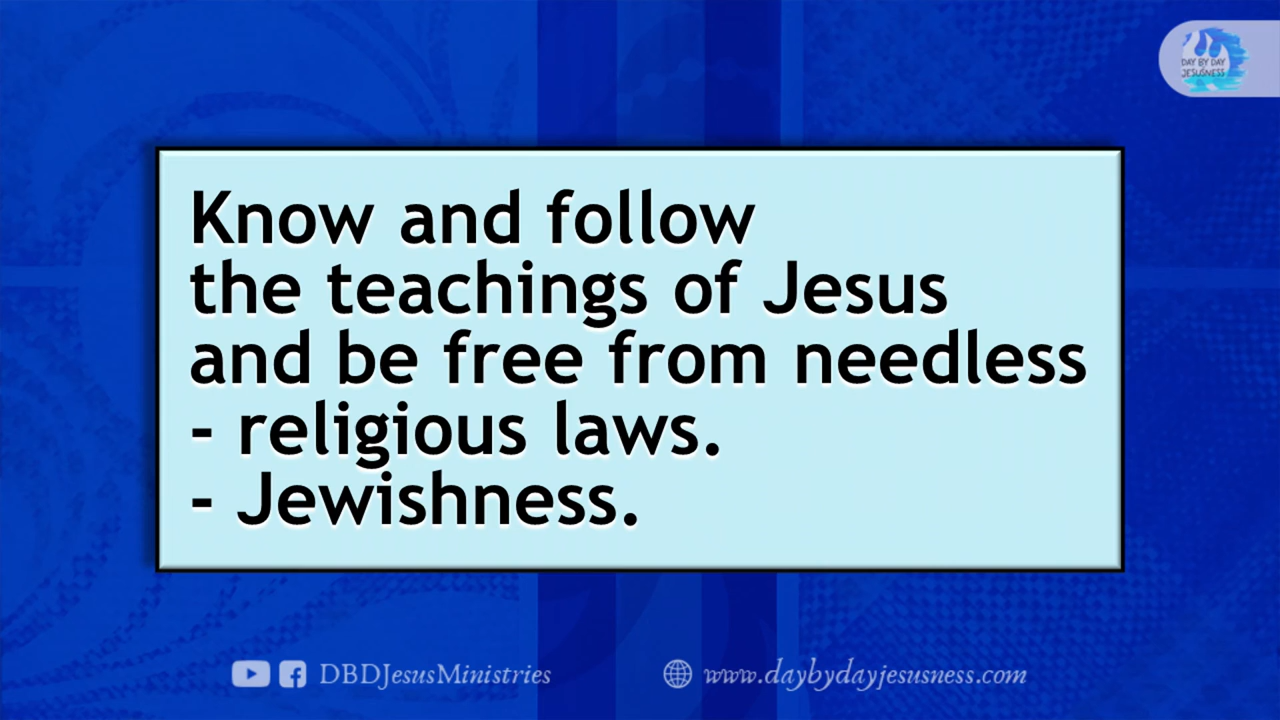 DAY BY DAY
JESUSNESS
Know and follow
the teachings of Jesus
and be free from needless
- religious laws.
- Jewishness.
DBDJesusMinistries
www.daybydayjesusness.com